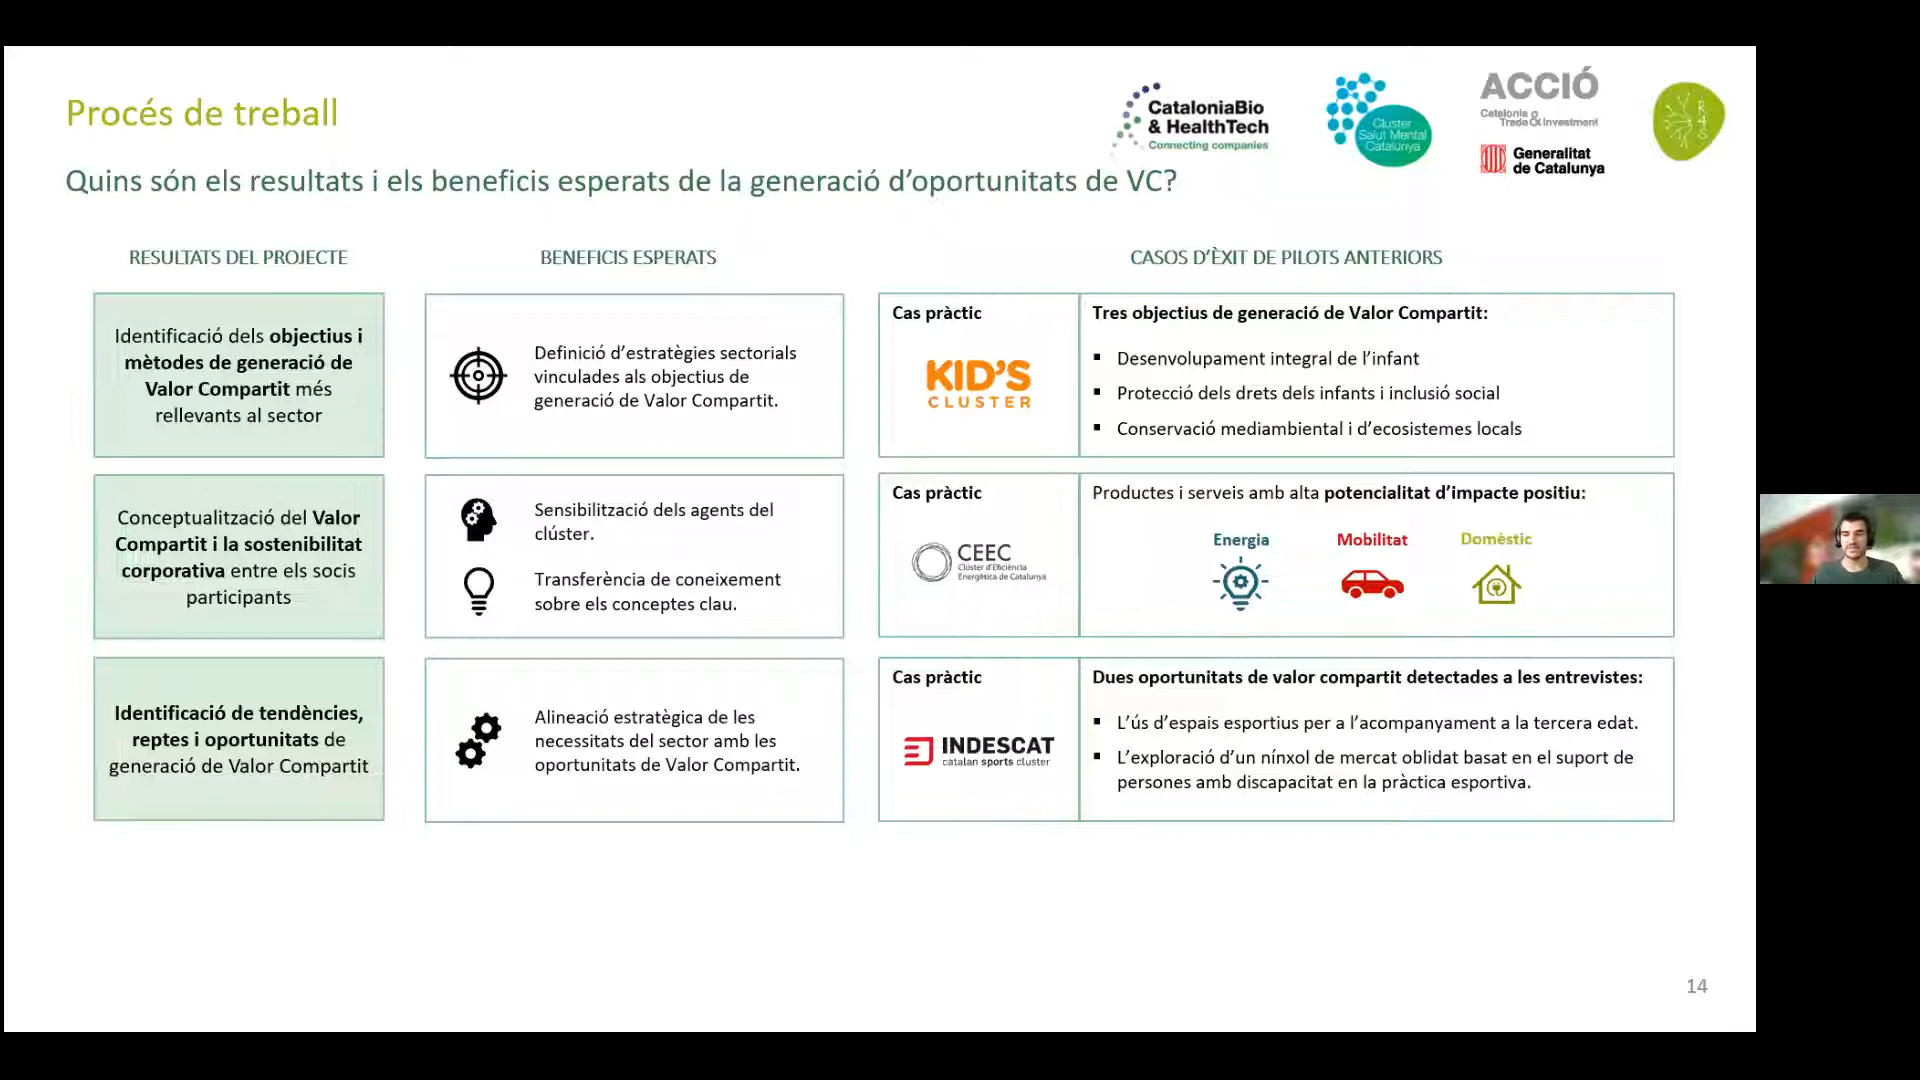 Procés de treball
Quins són els resultats i els beneficis esperats de la generació d'oportunitats de VC?
CataloniaBio
& HealthTech
Connecting companies
Cluster
Salut Mental
Catalunya
ACCIÓ
Catalonia
Trade & Investment
Generalitat
de Catalunya
RESULTATS DEL PROJECTE
BENEFICIS ESPERATS
CASOS D'ÈXIT DE PILOTS ANTERIORS
Identificació dels objectius i
mètodes de generació de
Valor Compartit més
rellevants al sector
Definició d'estratègies sectorials
vinculades als objectius de
generació de Valor Compartit.
Cas pràctic
KID'S
CLUSTER
Tres objectius de generació de Valor Compartit:
▪ Desenvolupament integral de l'infant
▪ Protecció dels drets dels infants i inclusió social
▪ Conservació mediambiental i d'ecosistemes locals
Conceptualització del Valor
Compartit i la sostenibilitat
corporativa entre els socis
participants
Sensibilització dels agents del
clúster.
Transferència de coneixement
sobre els conceptes clau.
Cas pràctic
CEEC
Clúster d'Eficiència
Energètica de Catalunya
Productes i serveis amb alta potencialitat d'impacte positiu:
Energia
Mobilitat
Domèstic
Identificació de tendències,
reptes i oportunitats de
generació de Valor Compartit
Alineació estratègica de les
necessitats del sector amb les
oportunitats de Valor Compartit.
Cas pràctic
INDESCAT
catalan sports cluster
Dues oportunitats de valor compartit detectades a les entrevistes:
▪ L'ús d'espais esportius per a l'acompanyament a la tercera edat.
▪ L'exploració d'un nínxol de mercat oblidat basat en el suport de
persones amb discapacitat en la pràctica esportiva.
14